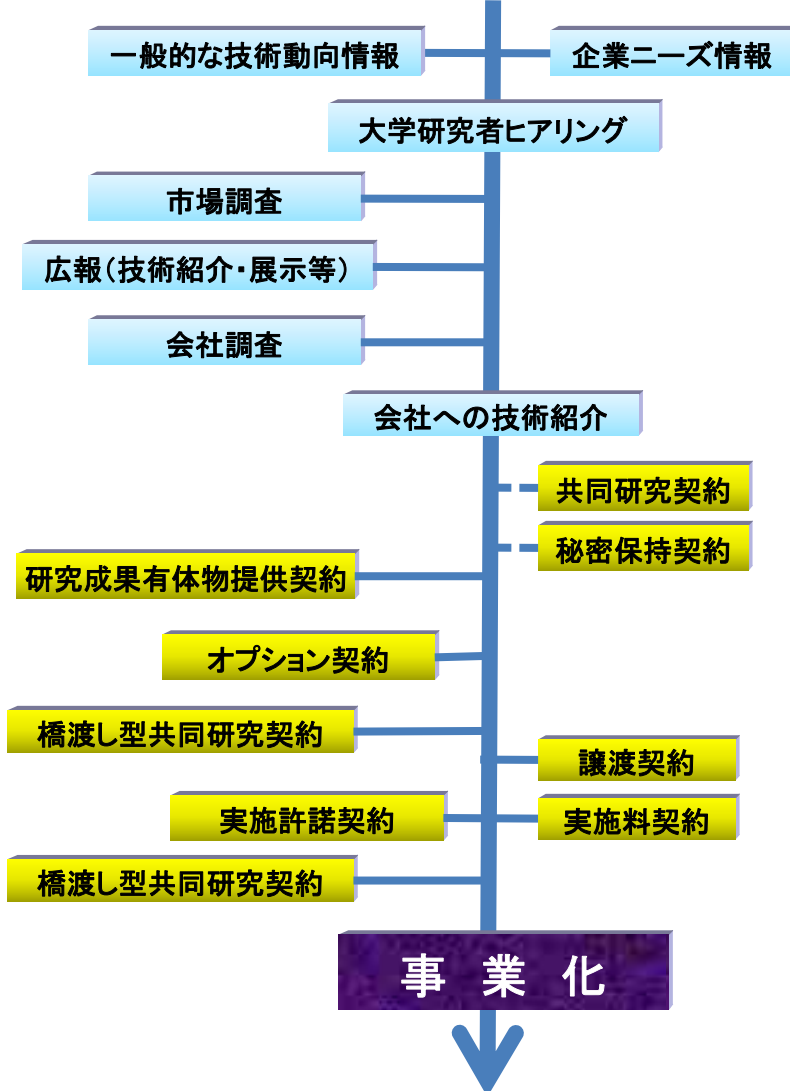 一般的な技術動向情報
企業ニーズ情報
大学研究者ヒアリング
市場調査
広報（技術紹介・展示等）
会社調査
会社への技術紹介
共同研究契約
秘密保持契約
研究成果有体物提供契約
オプション契約
橋渡し型共同研究契約
譲渡契約
実施許諾契約
実施料契約
橋渡し型共同研究契約
事 業 化